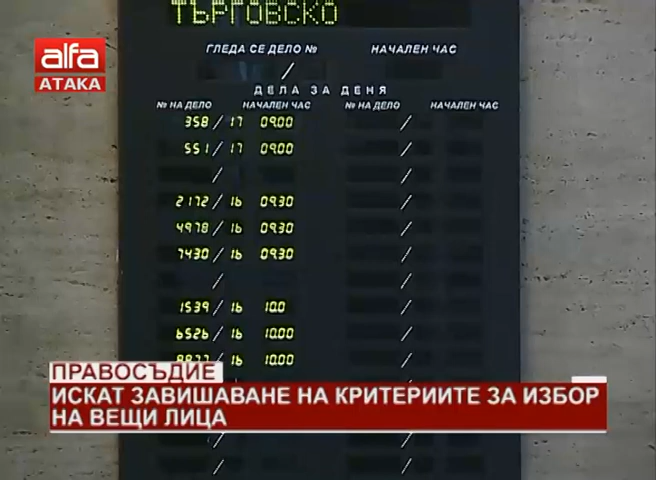 ТЪРГОВСКО
ГЛЕДА СЕ ДЕЛО № НАЧАЛЕН ЧАС
/
alfa
АТАКА
ДЕЛА ЗА ДЕНЯ
№ НА ДЕЛО НАЧАЛЕН ЧАС № НА ДЕЛО НАЧАЛЕН ЧАС
358 / 17 09.00 /
551 / 17 09.00 /
/ /
2172 / 16 09.30 /
4978 / 16 09.30 /
7430 / 16 09.30 /
/ /
1539 / 16 10.0 /
6526 / 16 10.00 /
8877 / 16 10.00 /
ПРАВОСЪДИЕ
ИСКАТ ЗАВИШАВАНЕ НА КРИТЕРИИТЕ ЗА ИЗБОР
НА ВЕЩИ ЛИЦА
/ /
/ /